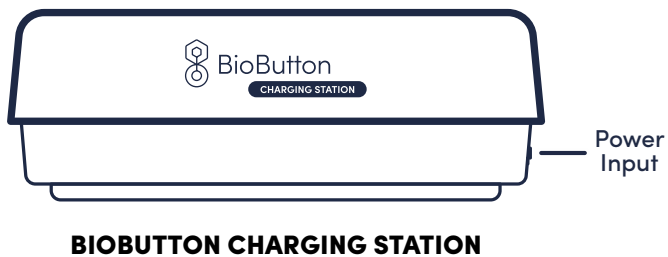 BioButton
CHARGING STATION
Power
Input
BIOBUTTON CHARGING STATION